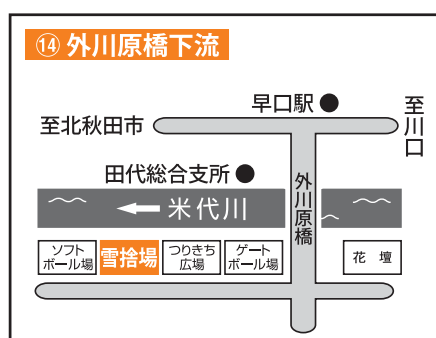 ⑭ 外川原橋下流
早口駅 ●
至川口
至北秋田市
田代総合支所 ●
外川原橋
← 米代川
ソフト
ボール場
雪捨場
つりきち
広場
ゲート
ボール場
花 壇